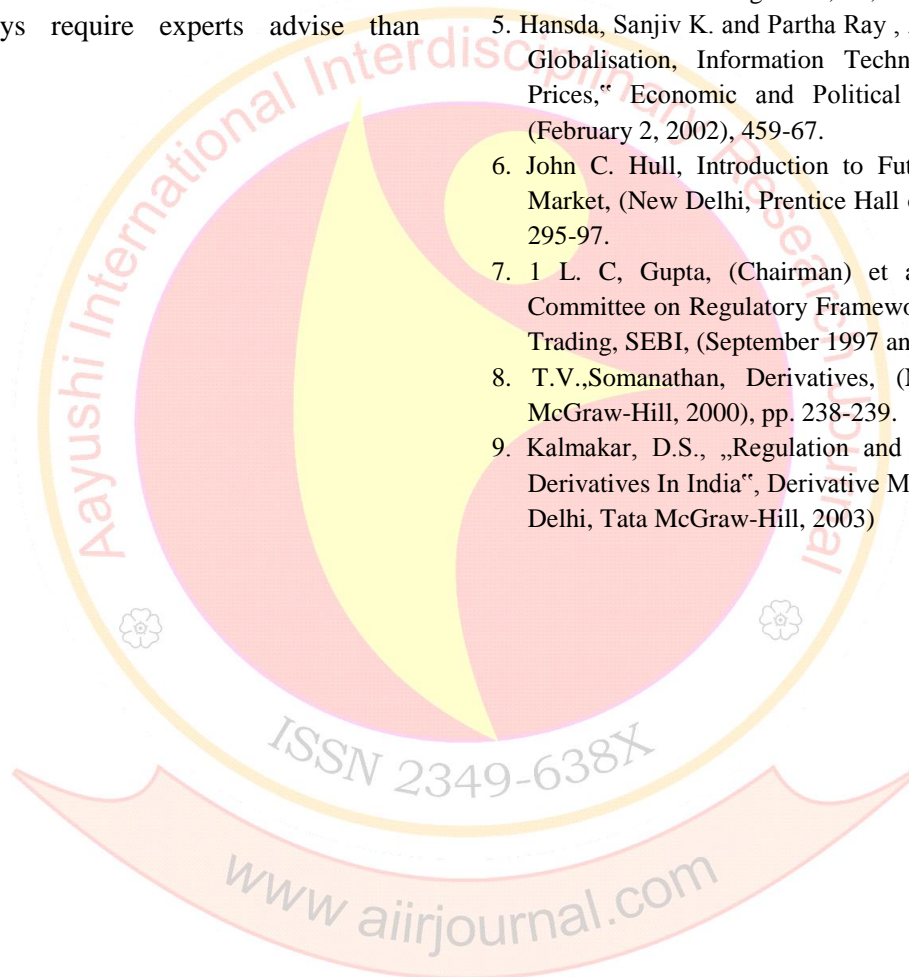 ys require experts advise than
5. Hansda, Sanjiv K. and Partha Ray ,
Globalisation, Information Techn
Prices,‟ Economic and Political
(February 2, 2002), 459-67.
6. John C. Hull, Introduction to Fut
Market, (New Delhi, Prentice Hall
295-97.
7. 1 L. C, Gupta, (Chairman) et a
Committee on Regulatory Framewo
Trading, SEBI, (September 1997 an
8. T.V.,Somanathan, Derivatives, (
McGraw-Hill, 2000), pp. 238-239.
9. Kalmakar, D.S., „Regulation and
Derivatives In India‟, Derivative M
Delhi, Tata McGraw-Hill, 2003)
Aayushi International Interdisciplinary Research Journal
ISSN 2349-638X
www aiirjournal.com